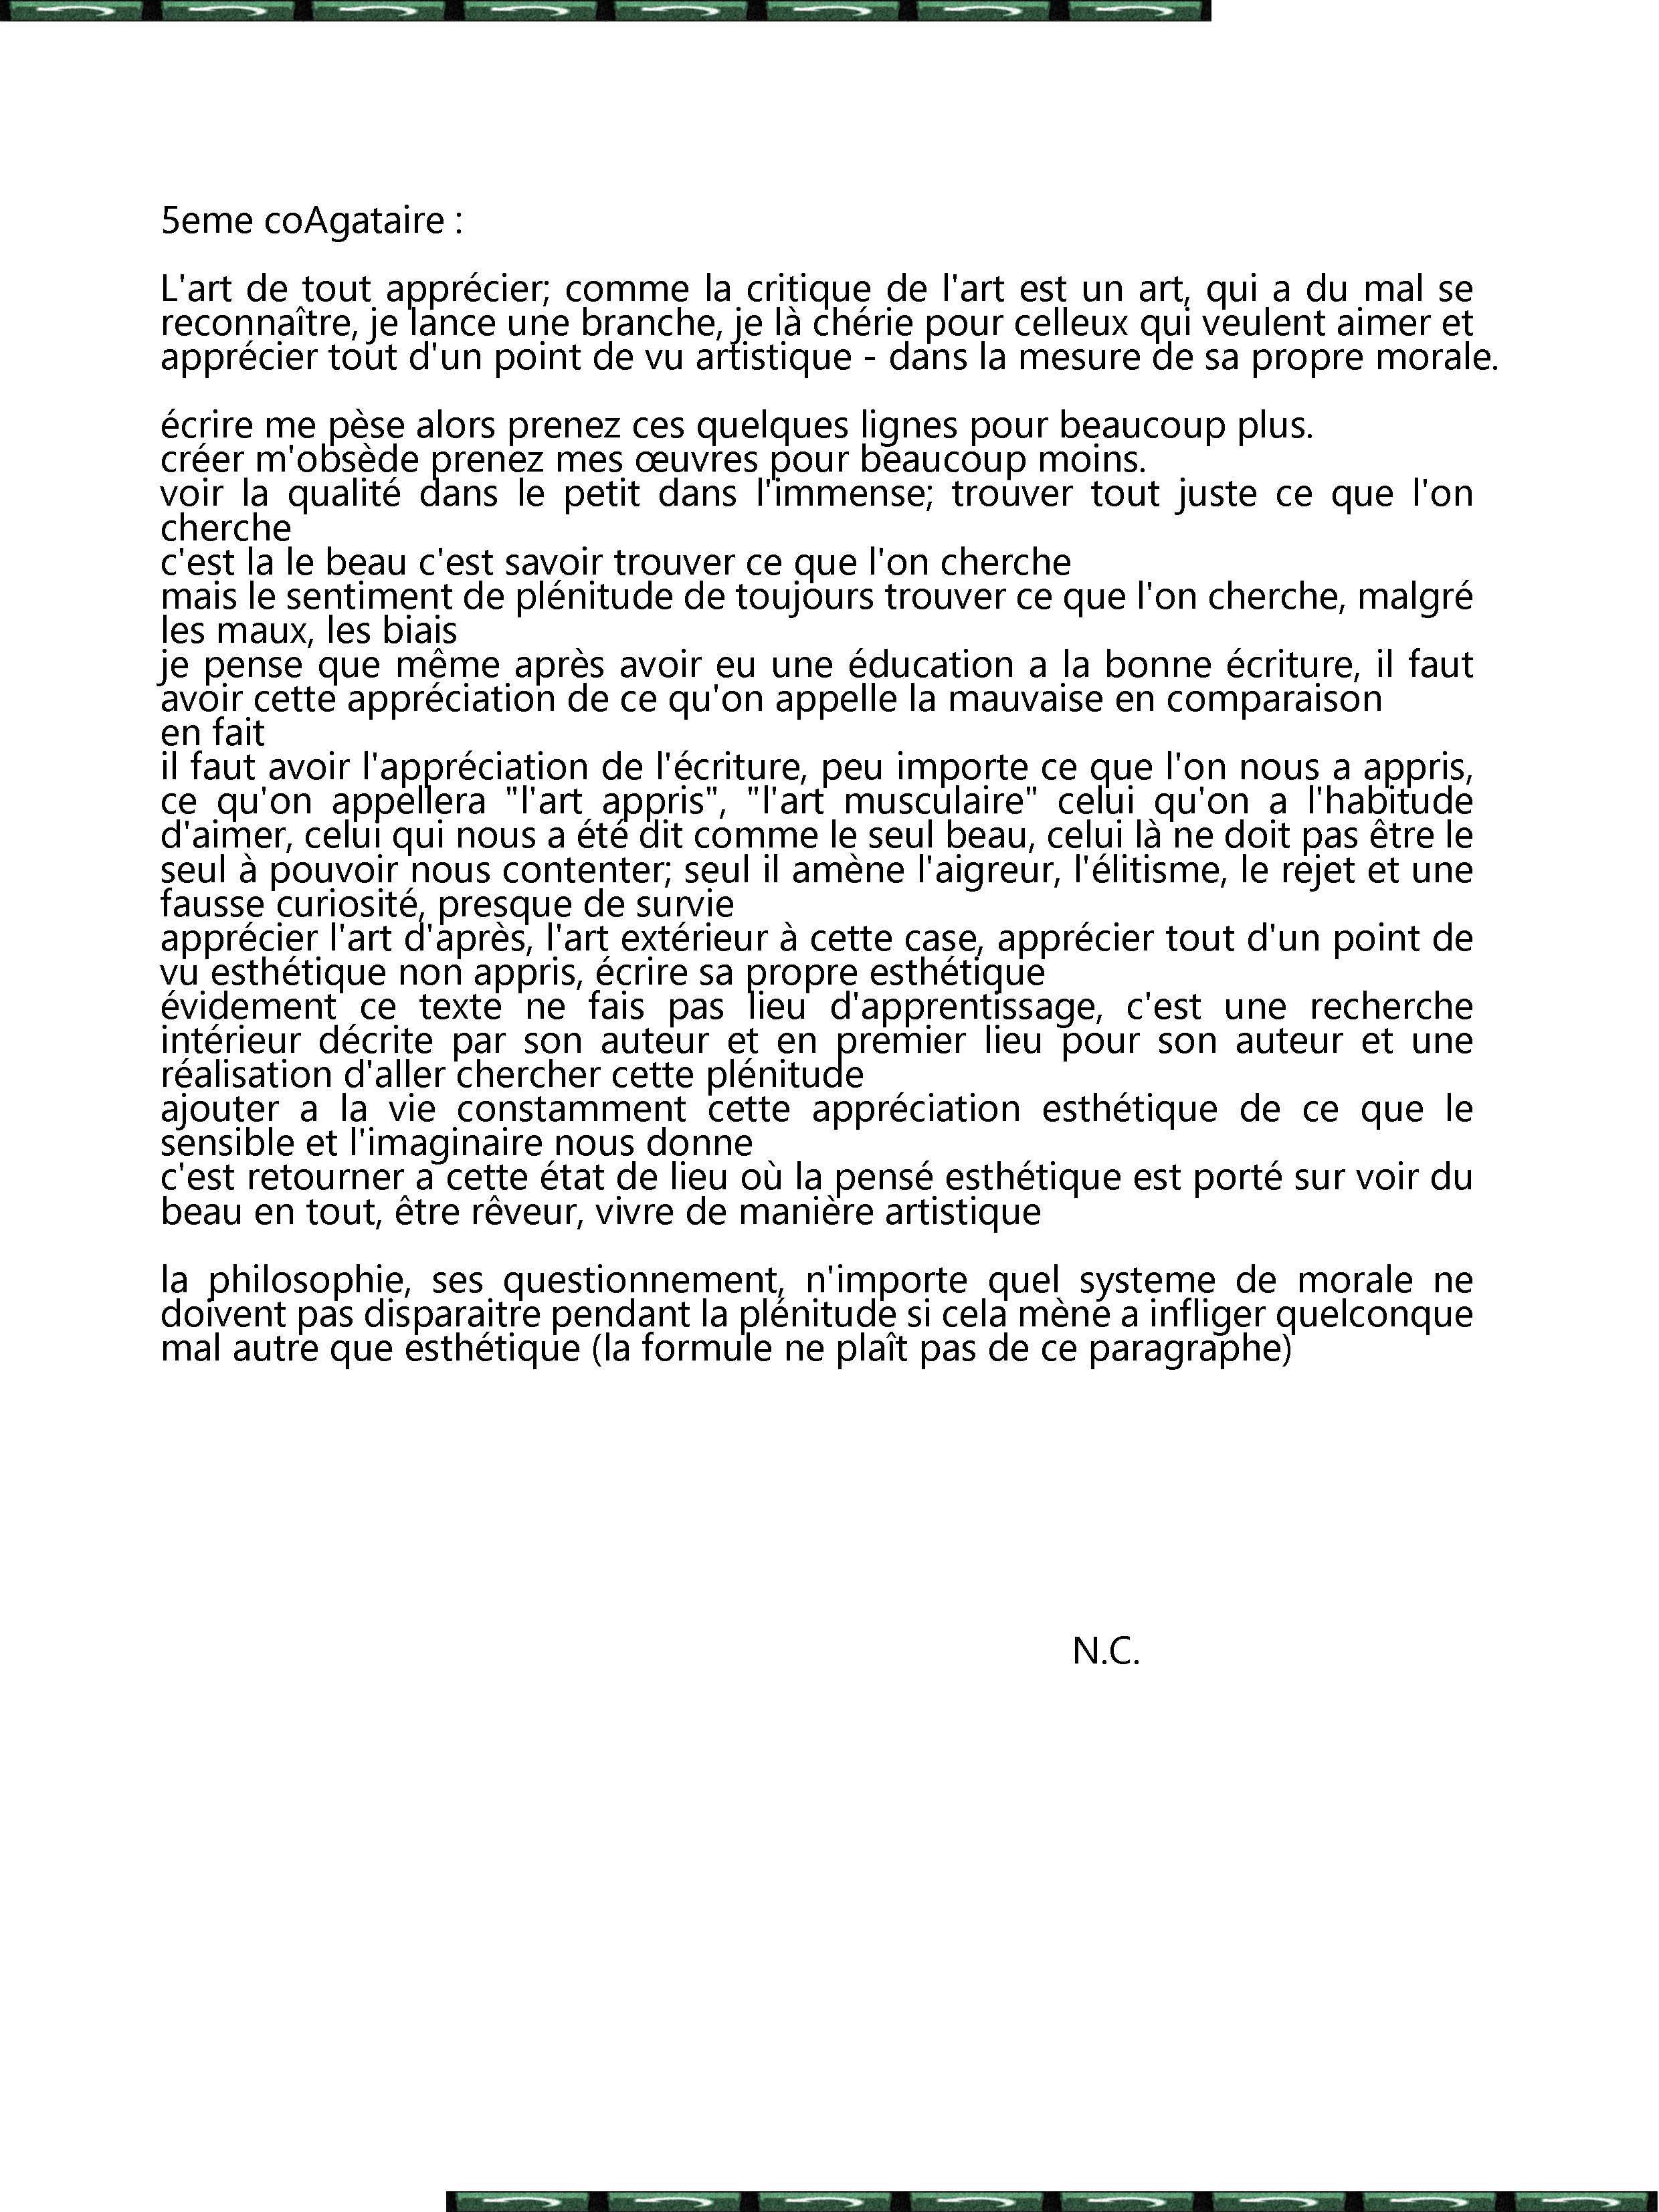 5eme coAgataire :
L'art de tout apprécier; comme la critique de l'art est un art, qui a du mal se
reconnaître, je lance une branche, je là chérie pour celleux qui veulent aimer et
apprécier tout d'un point de vu artistique - dans la mesure de sa propre morale.
écrire me pèse alors prenez ces quelques lignes pour beaucoup plus.
créer m'obsède prenez mes œuvres pour beaucoup moins.
voir la qualité dans le petit dans l'immense; trouver tout juste ce que l'on
cherche
c'est la le beau c'est savoir trouver ce que l'on cherche
mais le sentiment de plénitude de toujours trouver ce que l'on cherche, malgré
les maux, les biais
je pense que même après avoir eu une éducation a la bonne écriture, il faut
avoir cette appréciation de ce qu'on appelle la mauvaise en comparaison
en fait
il faut avoir l'appréciation de l'écriture, peu importe ce que l'on nous a appris,
ce qu'on appellera "l'art appris", "l'art musculaire" celui qu'on a l'habitude
d'aimer, celui qui nous a été dit comme le seul beau, celui là ne doit pas être le
seul à pouvoir nous contenter; seul il amène l'aigreur, l'élitisme, le rejet et une
fausse curiosité, presque de survie
apprécier l'art d'après, l'art extérieur à cette case, apprécier tout d'un point de
vu esthétique non appris, écrire sa propre esthétique
évidement ce texte ne fais pas lieu d'apprentissage, c'est une recherche
intérieur décrite par son auteur et en premier lieu pour son auteur et une
réalisation d'aller chercher cette plénitude
ajouter a la vie constamment cette appréciation esthétique de ce que le
sensible et l'imaginaire nous donne
c'est retourner a cette état de lieu où la pensé esthétique est porté sur voir du
beau en tout, être rêveur, vivre de manière artistique
la philosophie, ses questionnement, n'importe quel systeme de morale ne
doivent pas disparaitre pendant la plénitude si cela mène a infliger quelconque
mal autre que esthétique (la formule ne plaît pas de ce paragraphe)
N.C.